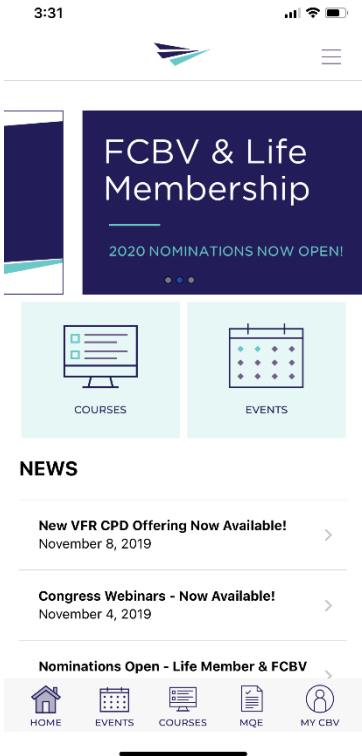 3:31
FCBV & Life
Membership
2020 NOMINATIONS NOW OPEN!
COURSES
EVENTS
NEWS
New VFR CPD Offering Now Available!
November 8, 2019
Congress Webinars - Now Available!
November 4, 2019
Nominations Open - Life Member & FCBV
HOME
EVENTS
COURSES
MQE
MY CBV